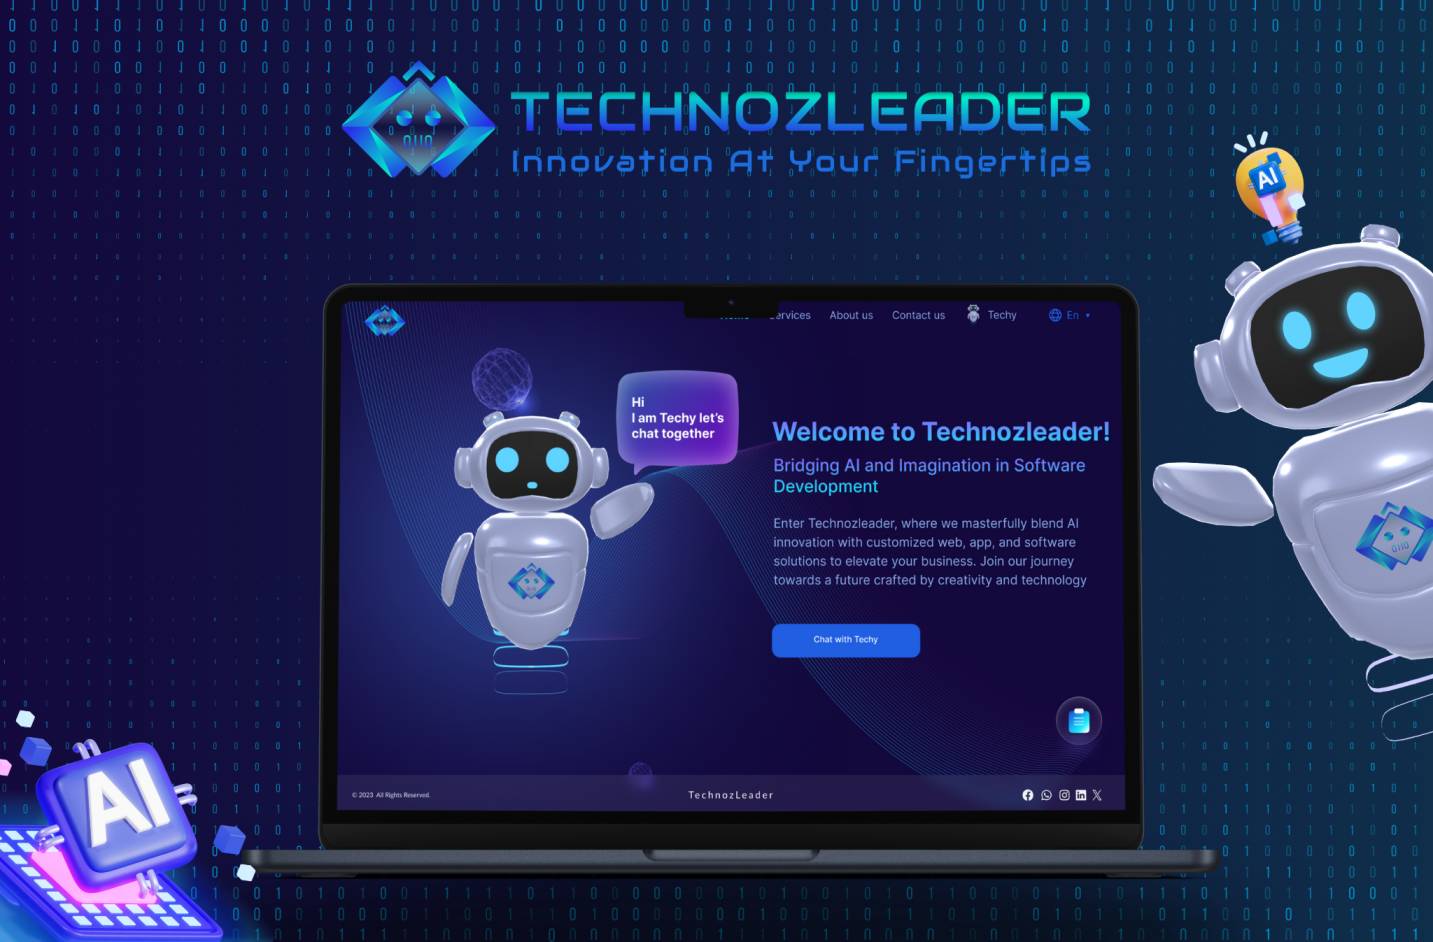 TECHNOZLEADER
Innovation At Your Fingertips
AI
Services
About us
Contact us
Techy
En
Hi
I am Techy let's
chat together
Welcome to Technozleader!
Bridging AI and Imagination in Software
Development
Enter Technozleader, where we masterfully blend AI
innovation with customized web, app, and software
solutions to elevate your business. Join our journey
towards a future crafted by creativity and technology
Chat with Techy
AI
© 2023 All Rights Reserved.
TechnozLeader